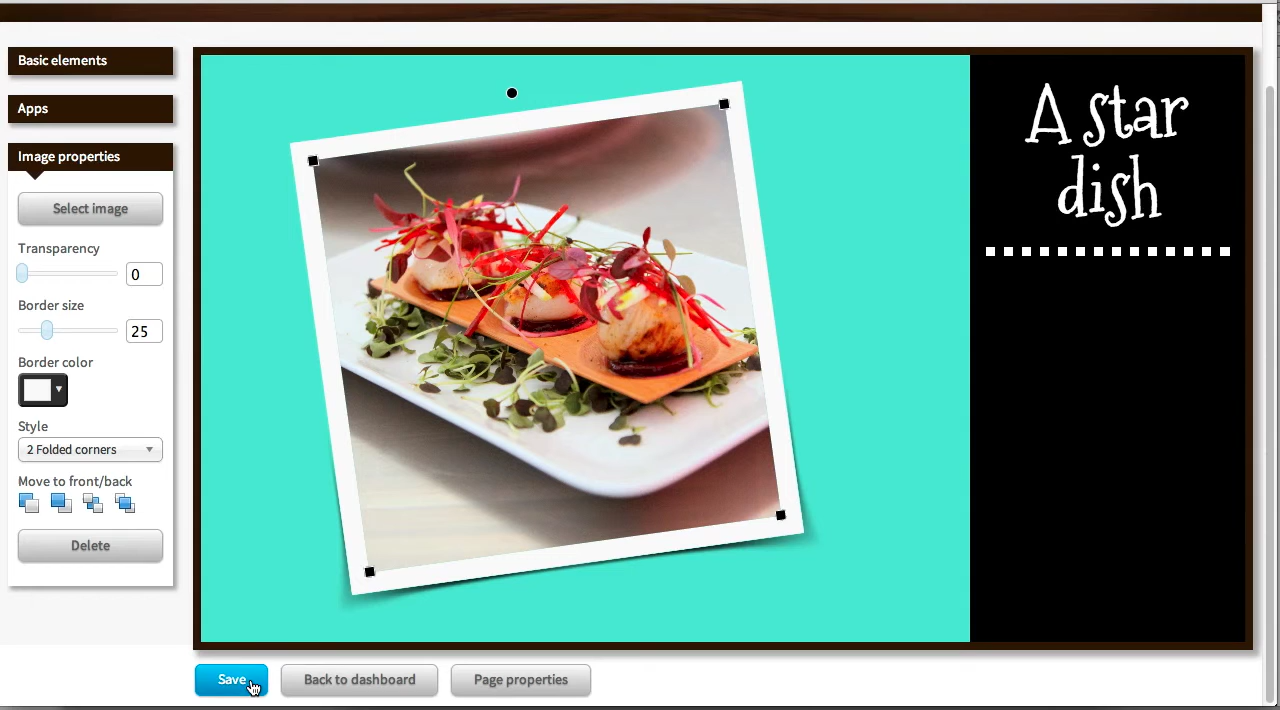 Basic elements
Apps
Image properties
Select image
Transparency
0
Border size
25
Border color
Style
2 Folded corners
Move to front/back
Delete
A star
dish
Save
Back to dashboard
Page properties